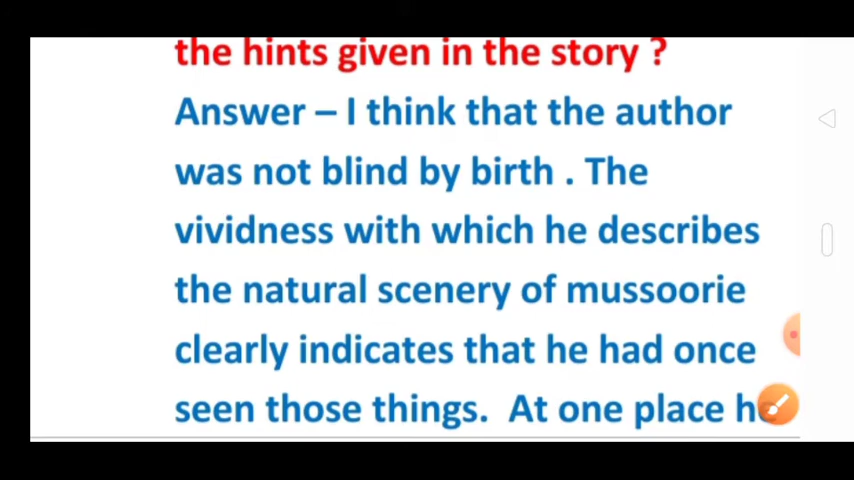 the hints given in the story ?
Answer – I think that the author
was not blind by birth . The
vividness with which he describes
the natural scenery of mussoorie
clearly indicates that he had once
seen those things. At one place